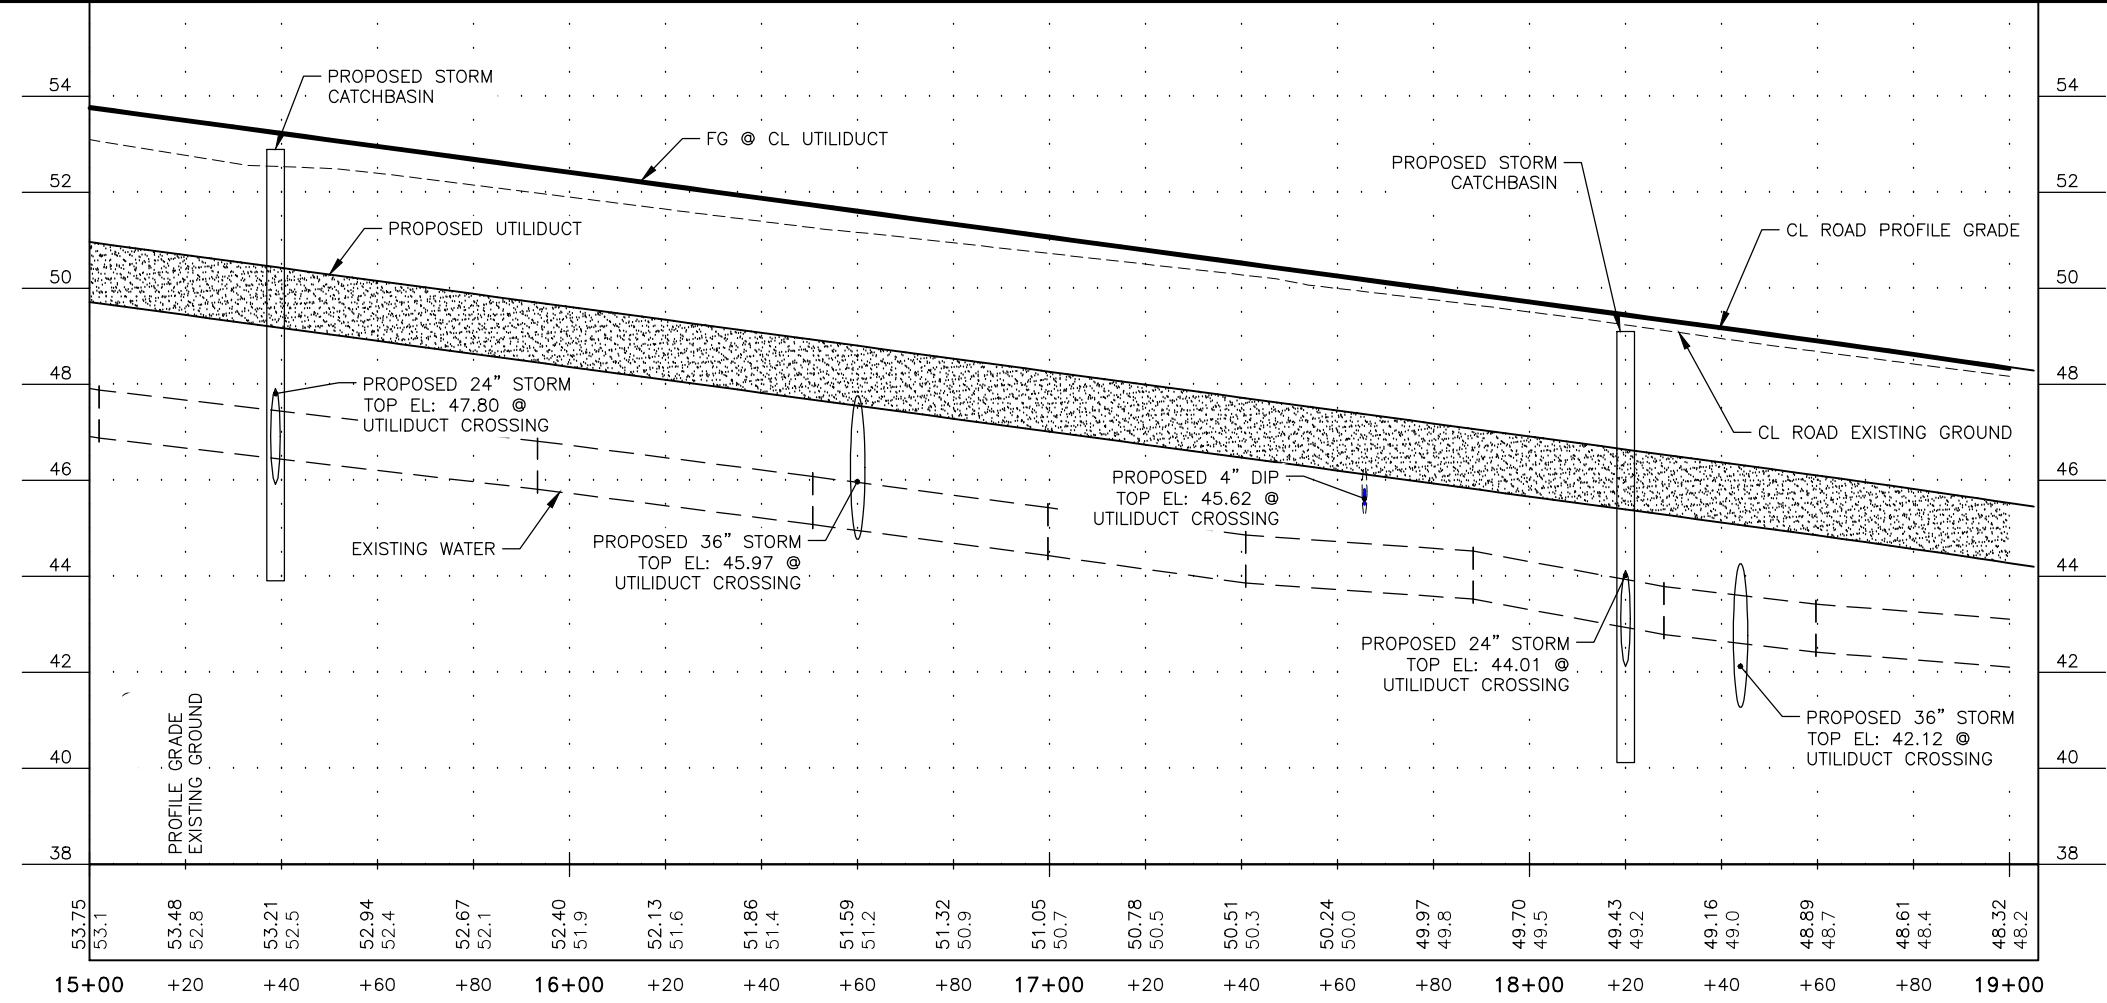 PROPOSED STORM
CATCHBASIN
54
54
FG @ CL UTILIDUCT
PROPOSED STORM
CATCHBASIN
52
52
PROPOSED UTILIDUCT
CL ROAD PROFILE GRADE
50
50
48
48
PROPOSED 24" STORM
TOP EL: 47.80 @
UTILIDUCT CROSSING
CL ROAD EXISTING GROUND
46
46
PROPOSED 4" DIP
TOP EL: 45.62 @
UTILIDUCT CROSSING
EXISTING WATER
PROPOSED 36" STORM
TOP EL: 45.97 @
UTILIDUCT CROSSING
44
44
PROPOSED 24" STORM
TOP EL: 44.01 @
UTILIDUCT CROSSING
42
42
PROPOSED 36" STORM
TOP EL: 42.12 @
UTILIDUCT CROSSING
40
40
PROFILE GRADE
EXISTING GROUND
38
38
53.75
53.1
53.48
52.8
53.21
52.5
52.94
52.4
52.67
52.1
52.40
51.9
52.13
51.6
51.86
51.4
51.59
51.2
51.32
50.9
51.05
50.7
50.78
50.5
50.51
50.3
50.24
50.0
49.97
49.8
49.70
49.5
49.43
49.2
49.16
49.0
48.89
48.7
48.61
48.4
48.32
48.2
15+00 +20 +40 +60 +80 16+00 +20 +40 +60 +80 17+00 +20 +40 +60 +80 18+00 +20 +40 +60 +80 19+00